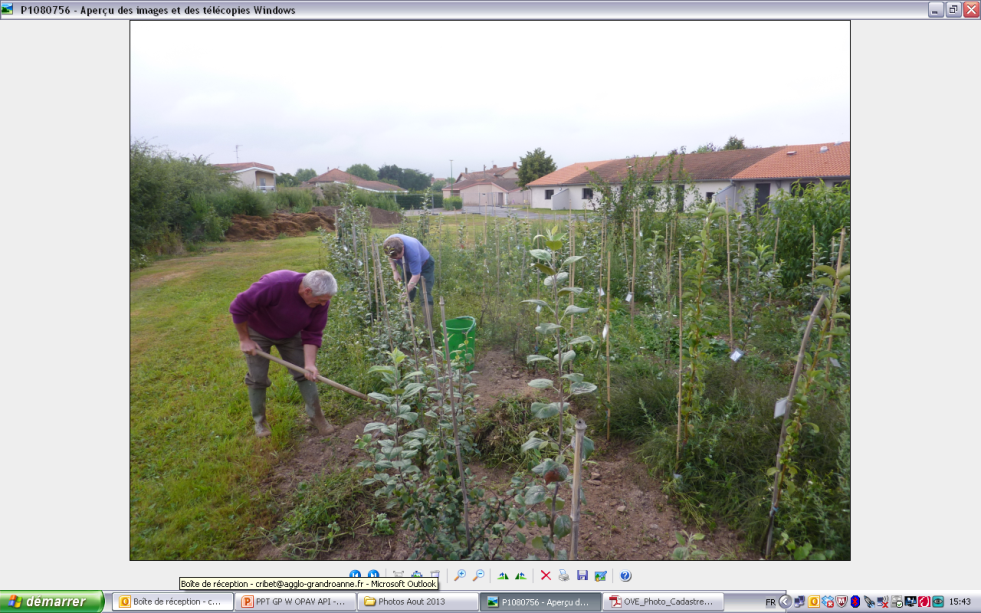 P1080756 - Aperçu des images et des télécopies Windows
Boîte de réception - cribet@agglo-grandroanne.fr - Microsoft Outlook
démarrer
Boîte de réception - c...
PPT GP W OPAV API -...
Photos Aout 2013
P1080756 - Aperçu d...
OVE_Photo_Cadastre...
FR
15:43